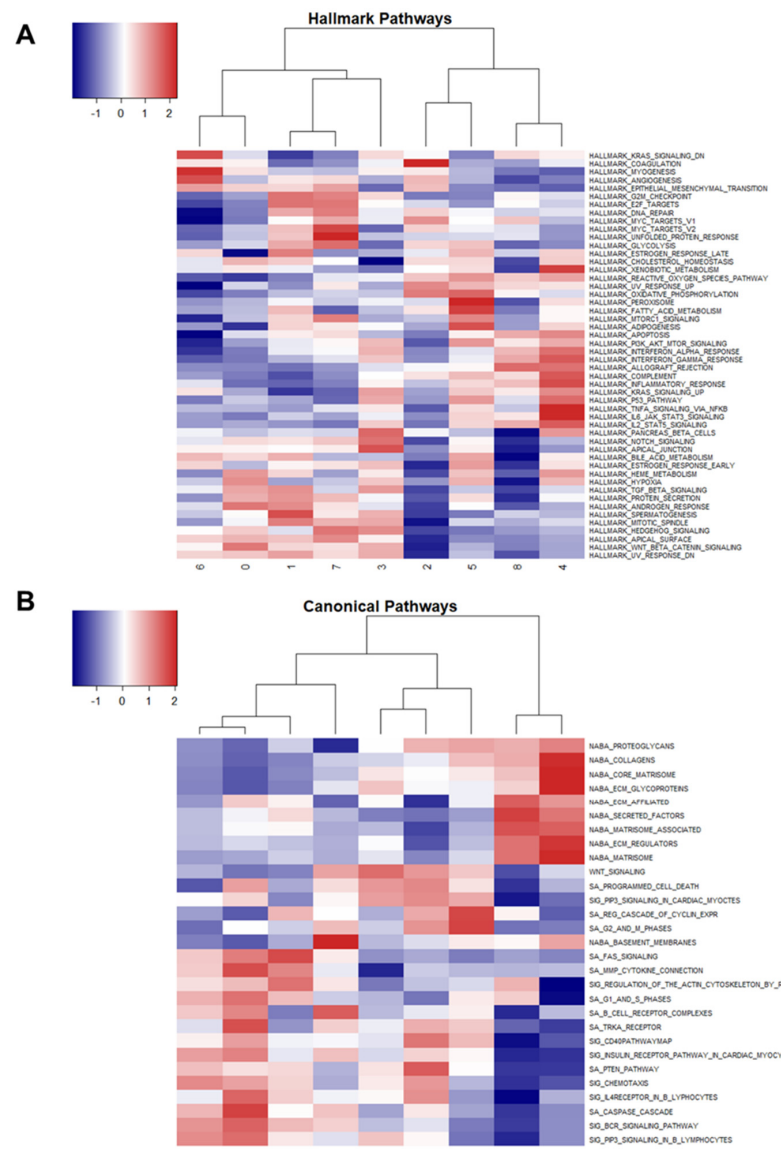 A
Hallmark Pathways
-1 0 1 2
HALLMARK_KRAS_SIGNALING_DN
HALLMARK_COAGULATION
HALLMARK_MYOGENESIS
HALLMARK_ANGIOGENESIS
HALLMARK_EPITHELIAL_MESENCHYMAL_TRANSITION
HALLMARK_G2M_CHECKPOINT
HALLMARK_E2F_TARGETS
HALLMARK_DNA_REPAIR
HALLMARK_MYC_TARGETS_V1
HALLMARK_MYC_TARGETS_V2
HALLMARK_UNFOLDED_PROTEIN_RESPONSE
HALLMARK_GLYCOLYSIS
HALLMARK_ESTROGEN_RESPONSE_LATE
HALLMARK_CHOLESTEROL_HOMEOSTASIS
HALLMARK_XENOBIOTIC_METABOLISM
HALLMARK_REACTIVE_OXYGEN_SPECIES_PATHWAY
HALLMARK_UV_RESPONSE_UP
HALLMARK_OXIDATIVE_PHOSPHORYLATION
HALLMARK_PEROXISOME
HALLMARK_FATTY_ACID_METABOLISM
HALLMARK_MTORC1_SIGNALING
HALLMARK_ADIPOGENESIS
HALLMARK_APOPTOSIS
HALLMARK_PI3K_AKT_MTOR_SIGNALING
HALLMARK_INTERFERON_ALPHA_RESPONSE
HALLMARK_INTERFERON_GAMMA_RESPONSE
HALLMARK_ALLOGRAFT_REJECTION
HALLMARK_COMPLEMENT
HALLMARK_INFLAMMATORY_RESPONSE
HALLMARK_KRAS_SIGNALING_UP
HALLMARK_P53_PATHWAY
HALLMARK_TNFA_SIGNALING_VIA_NFKB
HALLMARK_IL6_JAK_STAT3_SIGNALING
HALLMARK_IL2_STAT5_SIGNALING
HALLMARK_PANCREAS_BETA_CELLS
HALLMARK_NOTCH_SIGNALING
HALLMARK_APICAL_JUNCTION
HALLMARK_BILE_ACID_METABOLISM
HALLMARK_ESTROGEN_RESPONSE_EARLY
HALLMARK_HEME_METABOLISM
HALLMARK_HYPOXIA
HALLMARK_TGF_BETA_SIGNALING
HALLMARK_PROTEIN_SECRETION
HALLMARK_ANDROGEN_RESPONSE
HALLMARK_SPERMATOGENESIS
HALLMARK_MITOTIC_SPINDLE
HALLMARK_HEDGEHOG_SIGNALING
HALLMARK_APICAL_SURFACE
HALLMARK_WNT_BETA_CATENIN_SIGNALING
HALLMARK_UV_RESPONSE_DN
6 0 1 7 3 2 5 8 4
B
Canonical Pathways
-1 0 1 2
NABA_PROTEOGLYCANS
NABA_COLLAGENS
NABA_CORE_MATRISOME
NABA_ECM_GLYCOPROTEINS
NABA_ECM_AFFILIATED
NABA_SECRETED_FACTORS
NABA_MATRISOME_ASSOCIATED
NABA_ECM_REGULATORS
NABA_MATRISOME
WNT_SIGNALING
SA_PROGRAMMED_CELL_DEATH
SIG_PIP3_SIGNALING_IN_CARDIAC_MYOCTES
SA_REG_CASCADE_OF_CYCLIN_EXPR
SA_G2_AND_M_PHASES
NABA_BASEMENT_MEMBRANES
SA_FAS_SIGNALING
SA_MMP_CYTOKINE_CONNECTION
SIG_REGULATION_OF_THE_ACTIN_CYTOSKELETON_BY_R
SA_G1_AND_S_PHASES
SA_B_CELL_RECEPTOR_COMPLEXES
SA_TRKA_RECEPTOR
SIG_CD40PATHWAYMAP
SIG_INSULIN_RECEPTOR_PATHWAY_IN_CARDIAC_MYOCY
SA_PTEN_PATHWAY
SIG_CHEMOTAXIS
SIG_IL4RECEPTOR_IN_B_LYPHOCYTES
SA_CASPASE_CASCADE
SIG_BCR_SIGNALING_PATHWAY
SIG_PIP3_SIGNALING_IN_B_LYMPHOCYTES